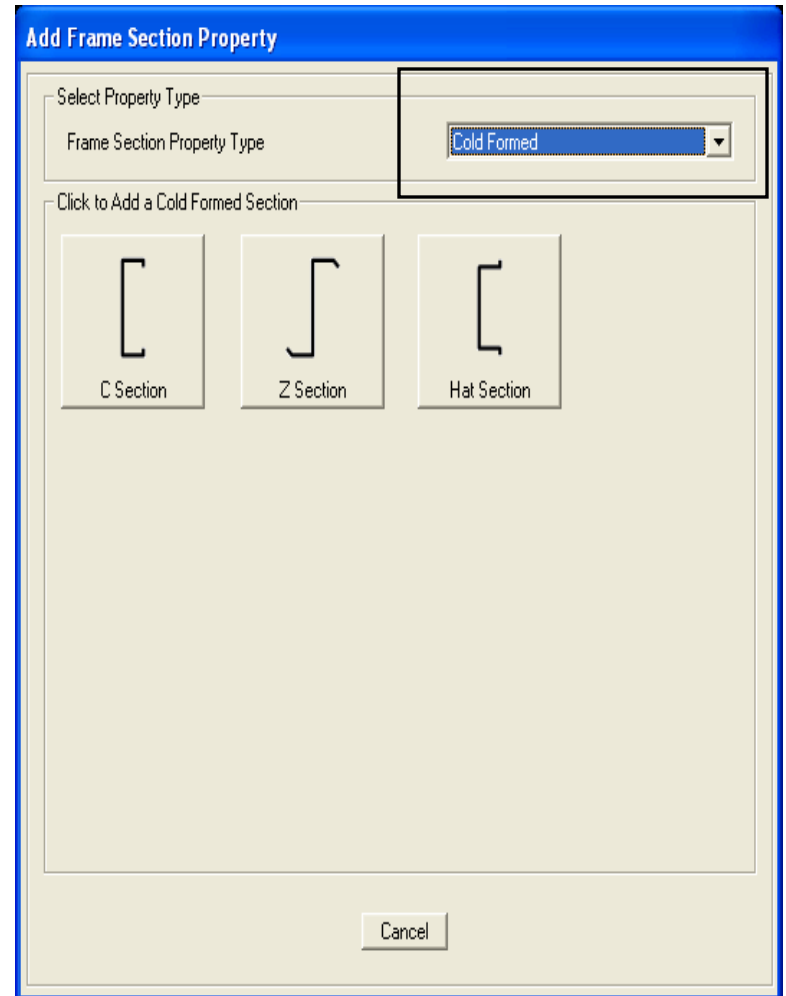 Add Frame Section Property
Select Property Type
Frame Section Property Type
Cold Formed
Click to Add a Cold Formed Section
C Section
Z Section
Hat Section
Cancel